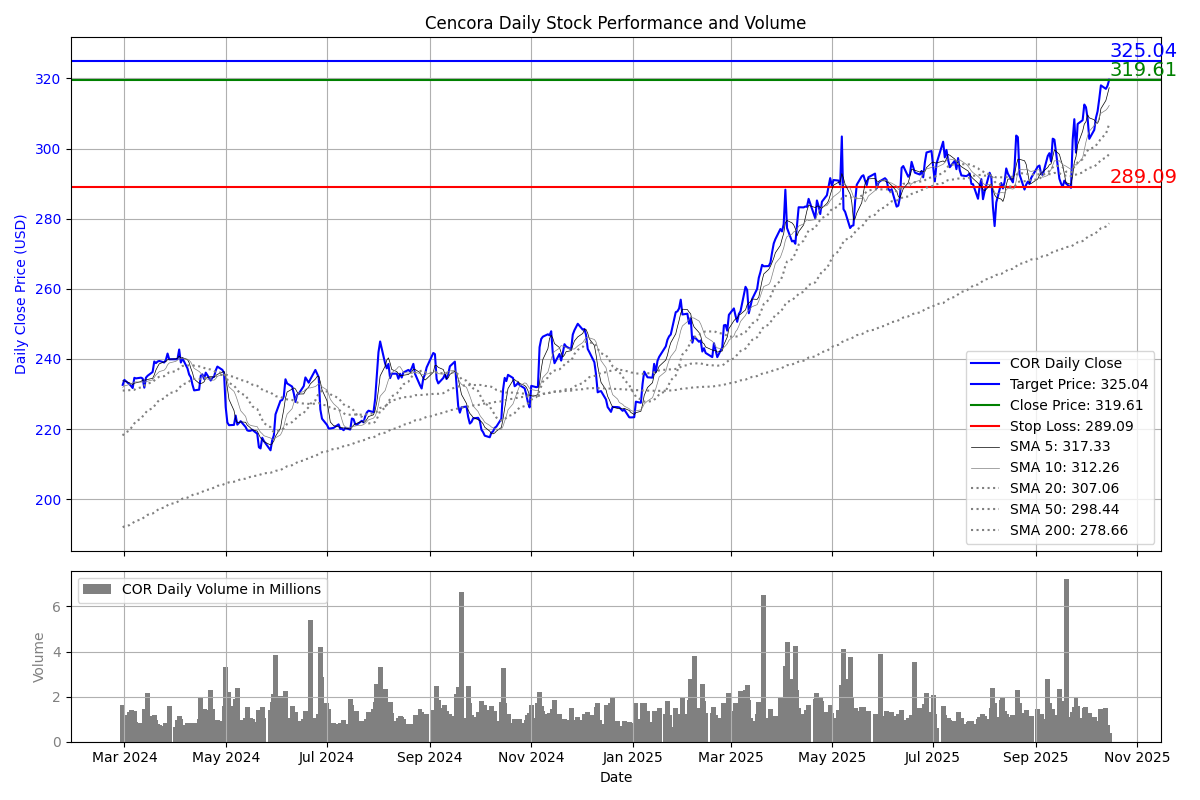 Cencora Daily Stock Performance and Volume
325.04
319.61
289.09
320
300
280
260
240
220
200
Daily Close Price (USD)
COR Daily Close
Target Price: 325.04
Close Price: 319.61
Stop Loss: 289.09
SMA 5: 317.33
SMA 10: 312.26
SMA 20: 307.06
SMA 50: 298.44
SMA 200: 278.66
COR Daily Volume in Millions
6
4
2
0
Volume
Mar 2024 May 2024 Jul 2024 Sep 2024 Nov 2024 Jan 2025 Mar 2025 May 2025 Jul 2025 Sep 2025 Nov 2025
Date